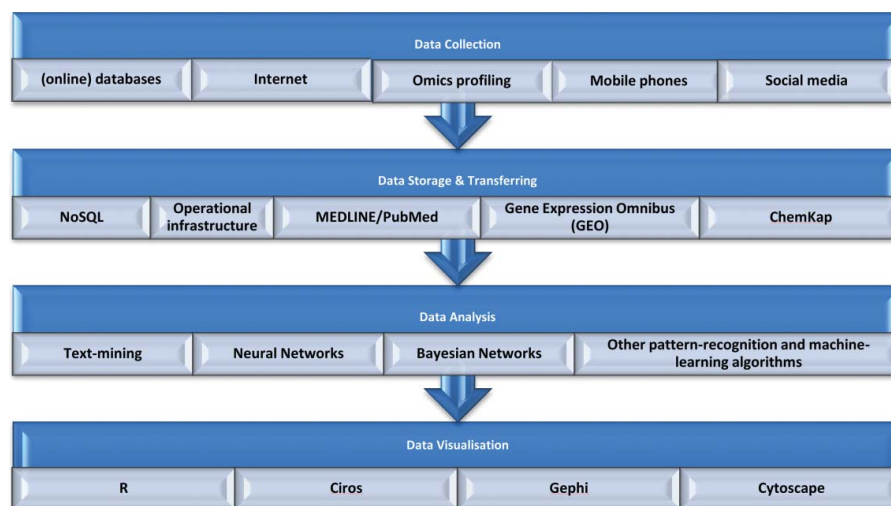 Data Collection
(online) databases
Internet
Omics profiling
Mobile phones
Social media
Data Storage & Transferring
NoSQL
Operational
infrastructure
MEDLINE/PubMed
Gene Expression Omnibus
(GEO)
ChemKap
Data Analysis
Text-mining
Neural Networks
Bayesian Networks
Other pattern-recognition and machine-
learning algorithms
Data Visualisation
R
Ciros
Gephi
Cytoscape